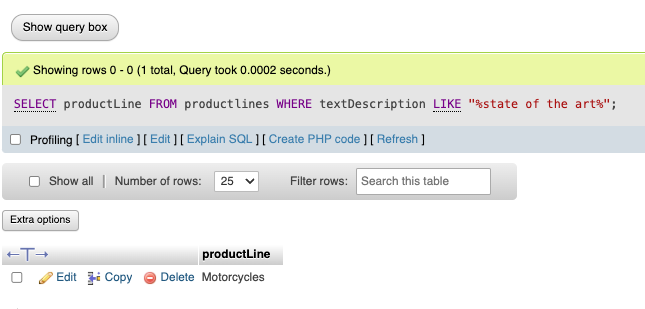 Show query box
Showing rows 0 - 0 (1 total, Query took 0.0002 seconds.)
SELECT productLine FROM productlines WHERE textDescription LIKE "%state of the art%";
Profiling [ Edit inline ] [ Edit ] [ Explain SQL ] [ Create PHP code ] [ Refresh ]
Show all | Number of rows: 25 Filter rows: Search this table
Extra options
←T→ productLine
Edit Copy Delete Motorcycles